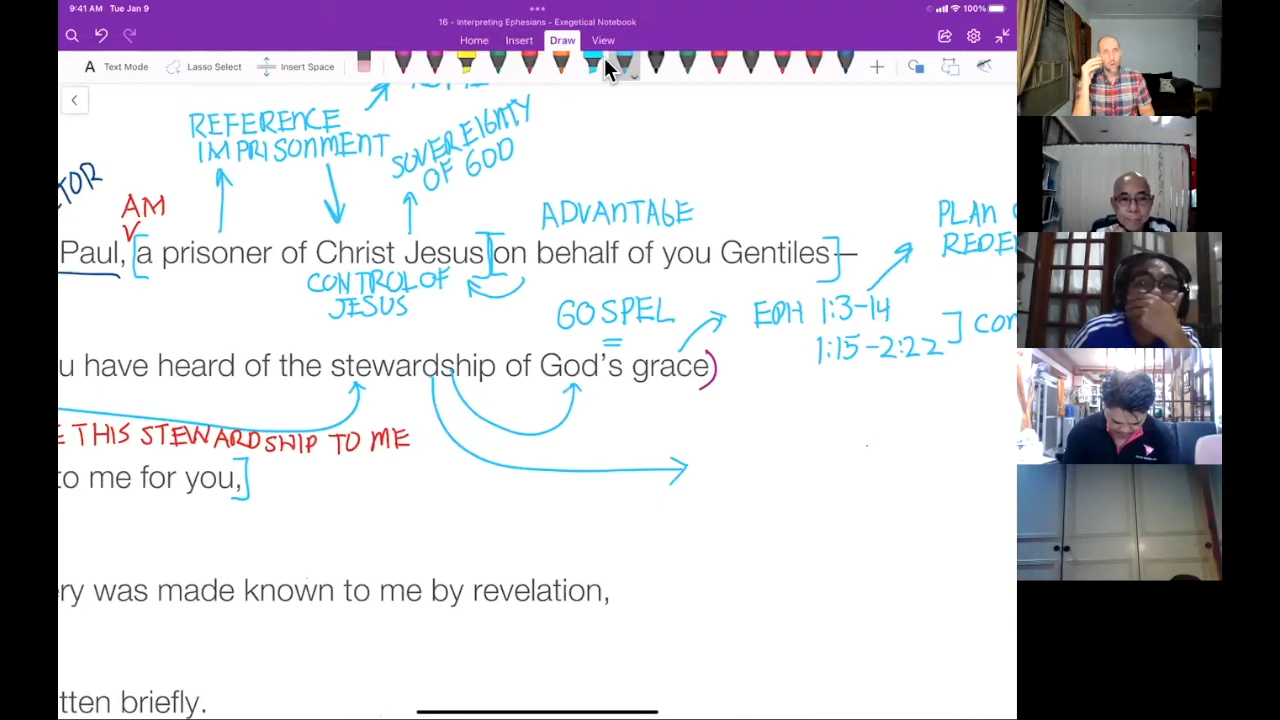 9:41 AM Tue Jan 9
100%
16 - Interpreting Ephesians - Exegetical Notebook
Home Insert Draw View
A Text Mode Lasso Select Insert Space
REFERENCE
IMPRISONMENT
SOVEREIGNTY
OF GOD
TOR
AM
ADVANTAGE
PLAN
REDE
Paul, [a prisoner of Christ Jesus][on behalf of you Gentiles]—
CONTROL OF
JESUS
GOSPEL
EPH 1:3-14
1:15-2:22 ] CO
u have heard of the stewardship of God's grace)
E THIS STEWARDSHIP TO ME
to me for you,]
ery was made known to me by revelation,
tten briefly.